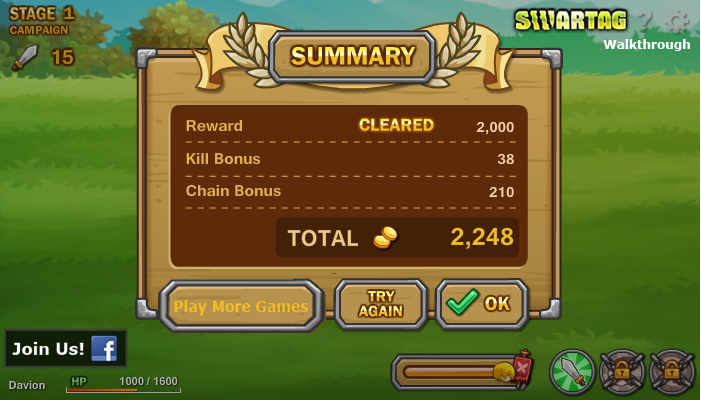 STAGE 1
CAMPAIGN
15
SWARTAG ?
Walkthrough
SUMMARY
Reward CLEARED 2,000
Kill Bonus 38
Chain Bonus 210
TOTAL 2,248
Play More Games
TRY
AGAIN
OK
Join Us! f
Davion HP 1000 / 1600